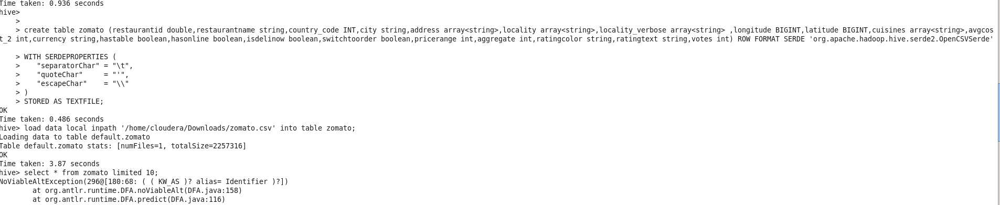 Time taken: 0.936 seconds
hive>
>
> create table zomato (restaurantid double,restaurantname string,country_code INT,city string,address array<string>,locality array<string>,locality_verbose array<string> ,longitude BIGINT,latitude BIGINT,cuisines array<string>,avgcos
t_2 int,currency string,hastable boolean,hasonline boolean,isdelinow boolean,switchtoorder boolean,pricerange int,aggregate int,ratingcolor string,ratingtext string,votes int) ROW FORMAT SERDE 'org.apache.hadoop.hive.serde2.OpenCSVSerde'
> WITH SERDEPROPERTIES (
>    "separatorChar" = "\t",
>    "quoteChar"     = "'",
>    "escapeChar"    = "\\"
> )
> STORED AS TEXTFILE;
OK
Time taken: 0.486 seconds
hive> load data local inpath '/home/cloudera/Downloads/zomato.csv' into table zomato;
Loading data to table default.zomato
Table default.zomato stats: [numFiles=1, totalSize=2257316]
OK
Time taken: 3.87 seconds
hive> select * from zomato limited 10;
NoViableAltException(296@[180:68: ( ( KW_AS )? alias= Identifier )?])
at org.antlr.runtime.DFA.noViableAlt(DFA.java:158)
at org.antlr.runtime.DFA.predict(DFA.java:116)